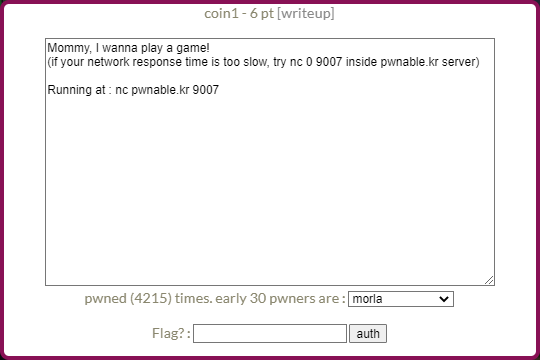 coin1 - 6 pt [writeup]
Mommy, I wanna play a game!
(if your network response time is too slow, try nc 0 9007 inside pwnable.kr server)
Running at : nc pwnable.kr 9007
pwned (4215) times. early 30 pwners are : morla
Flag? : auth